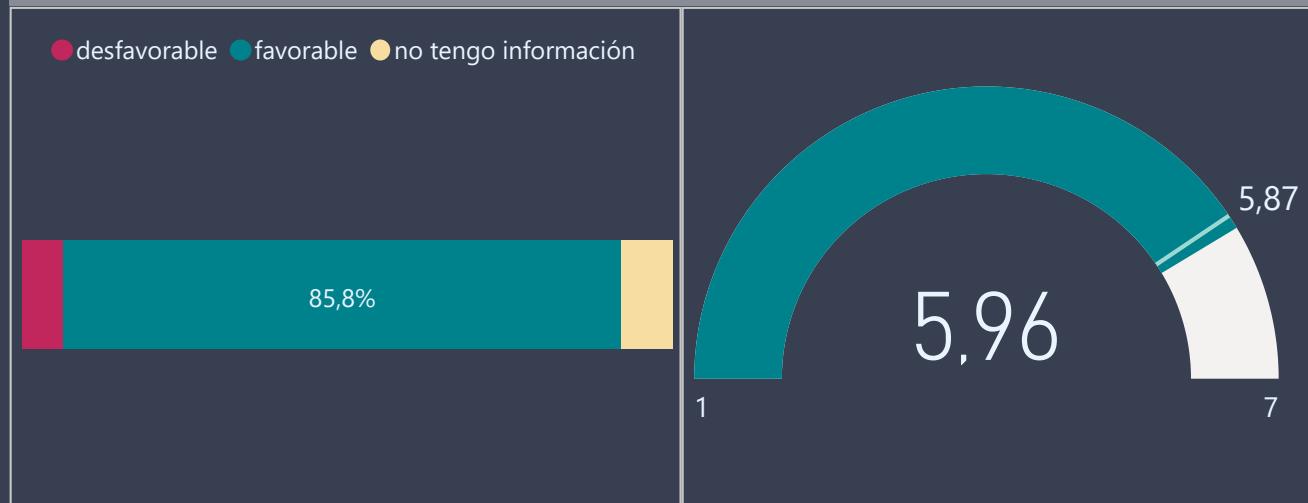 desfavorable favorable no tengo información
85,8%
5,87
5,96
1 7